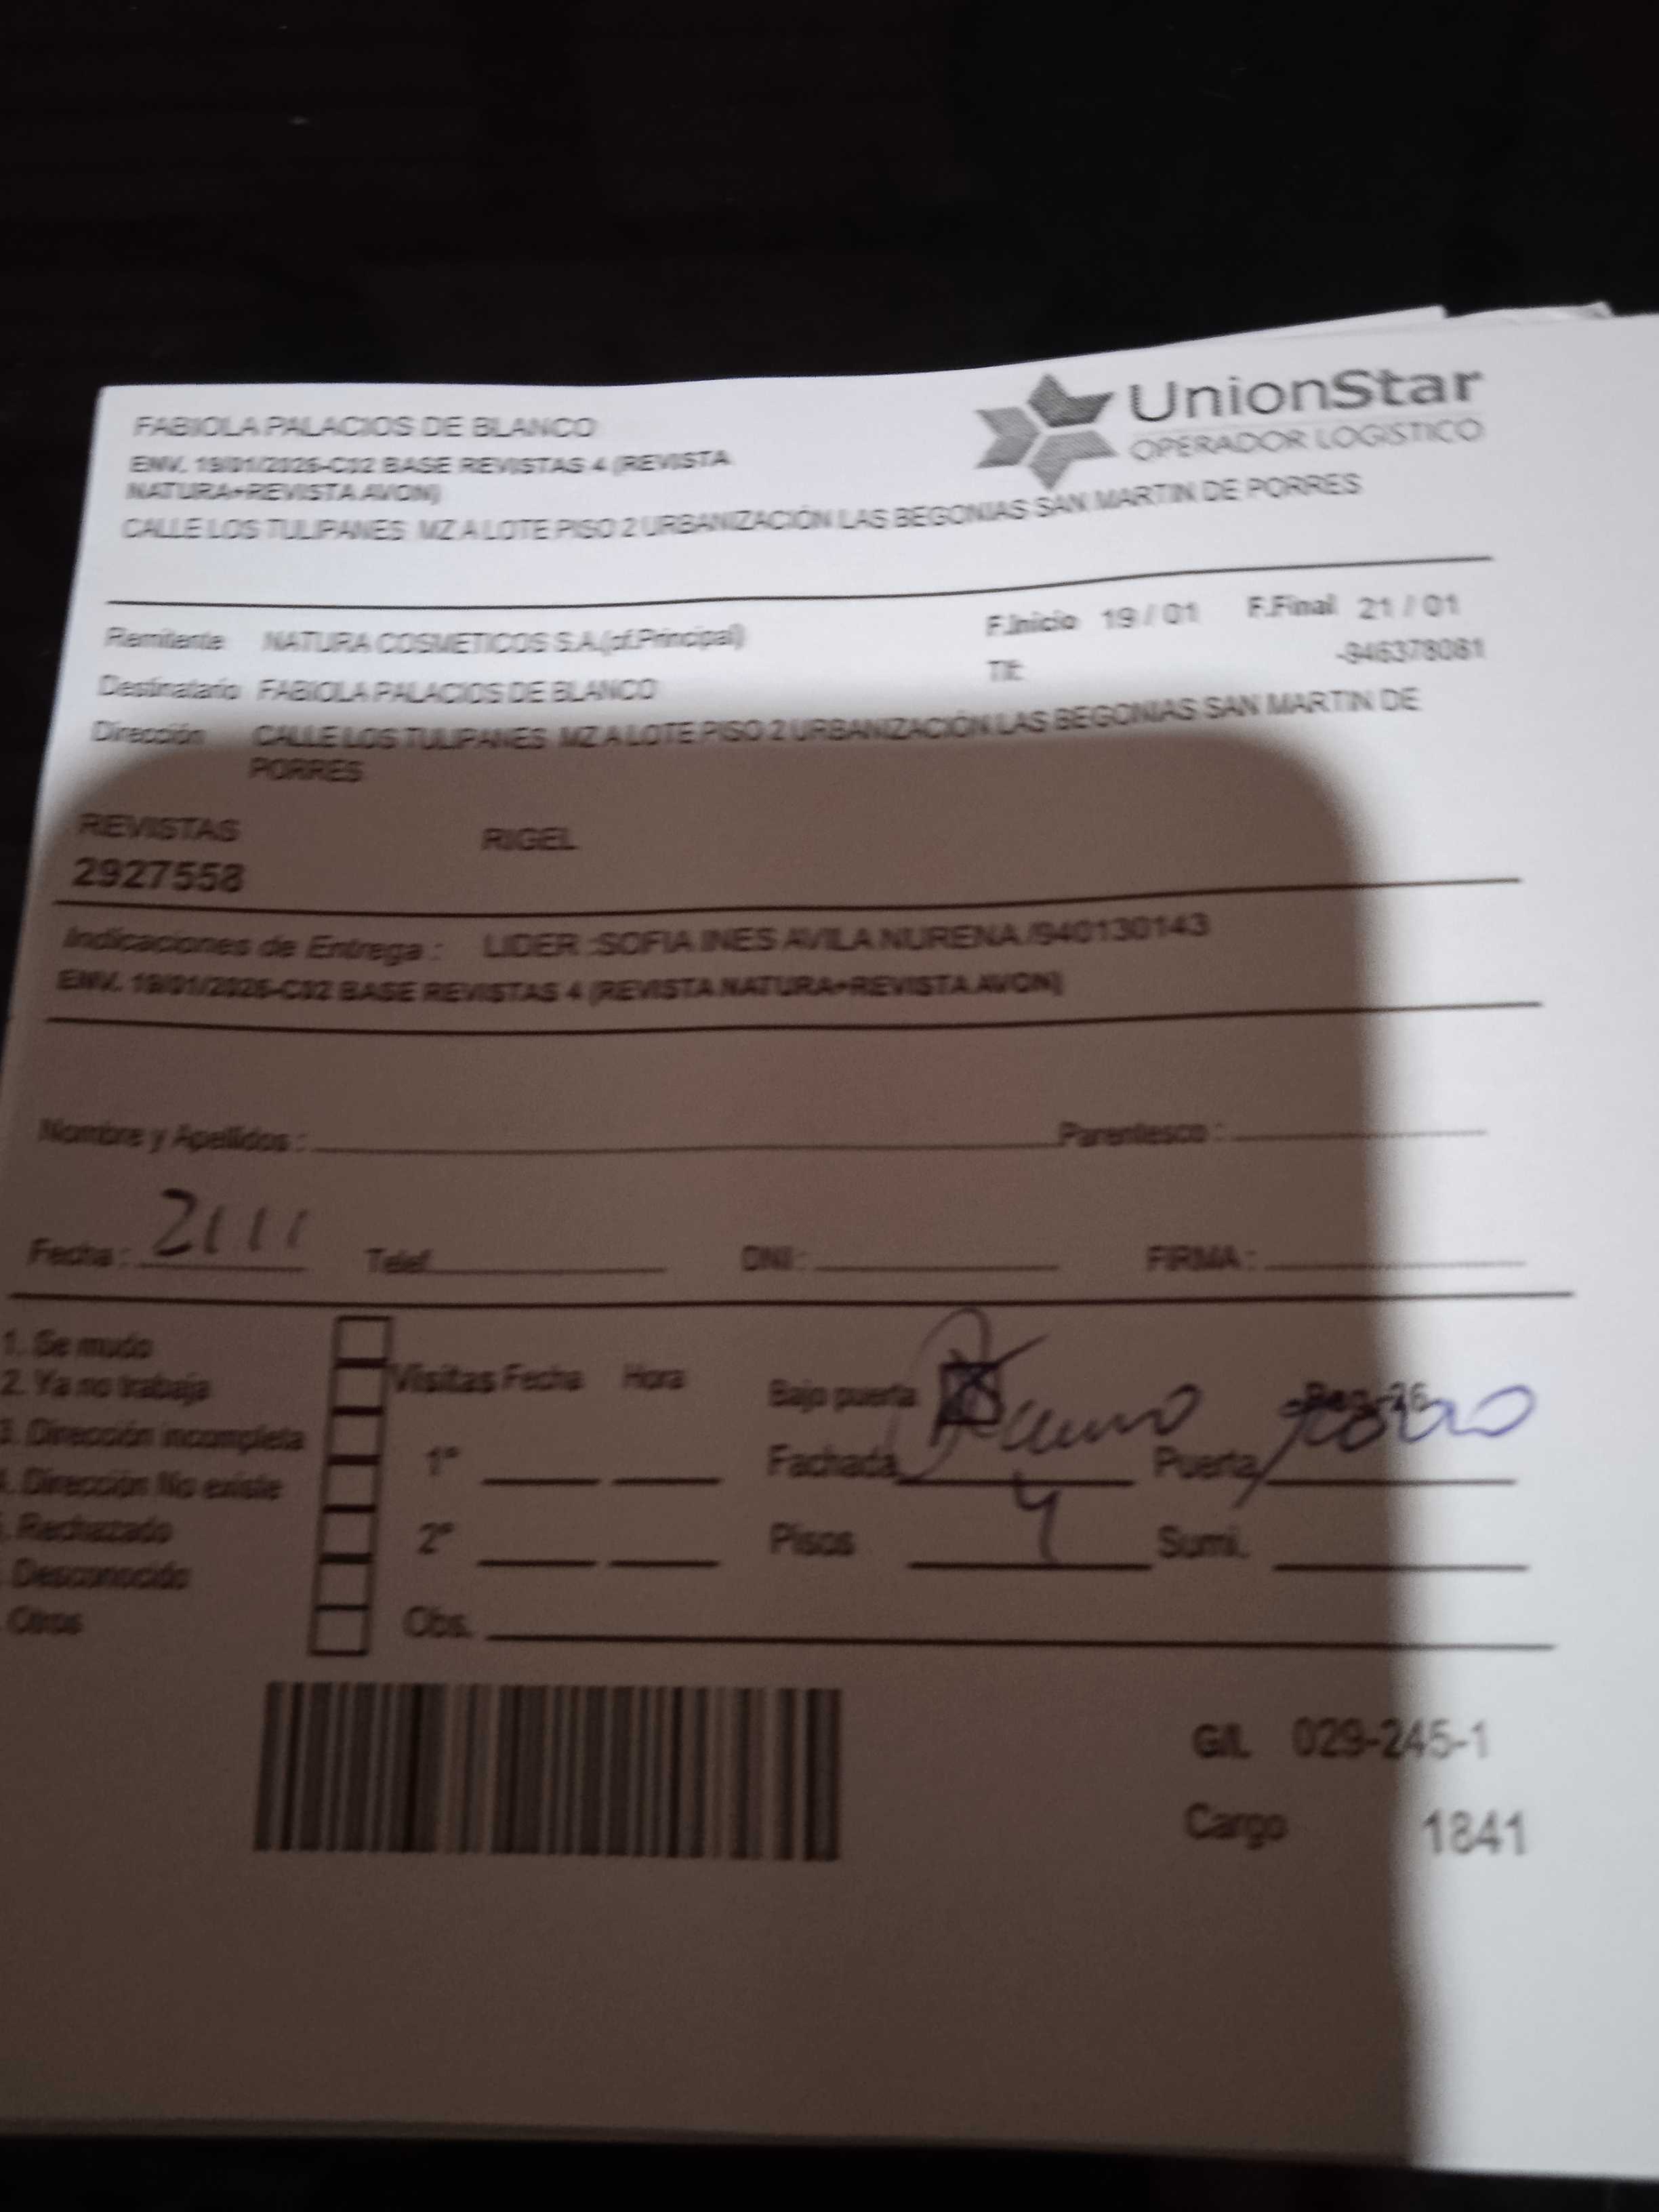 FABIOLA PALACIOS DE BLANCO
UnionStar
OPERADOR LOGISTICO
ENV. 19/01/2026-C02 BASE REVISTAS 4 (REVISTA
NATURA+REVISTA AVON)
CALLE LOS TULIPANES MZ A LOTE PISO 2 URBANIZACIÓN LAS BEGONIAS SAN MARTIN DE PORRES
Remitente NATURA COSMETICOS S.A.(of.Principal) F.Inicio 19 / 01 F.Final 21 / 01
Destinatario FABIOLA PALACIOS DE BLANCO Tlf: -946378081
Dirección CALLE LOS TULIPANES MZ A LOTE PISO 2 URBANIZACIÓN LAS BEGONIAS SAN MARTIN DE
PORRES
REVISTAS RIGEL
2927558
Indicaciones de Entrega : LIDER :SOFIA INES AVILA NURENA /940130143
ENV. 19/01/2026-C02 BASE REVISTAS 4 (REVISTA NATURA+REVISTA AVON)
Nombre y Apellidos : Parentesco :
Fecha : Telef. DNI : FIRMA :
1. Se mudo
2. Ya no trabaja Visitas Fecha Hora Bajo puerta
3. Dirección incompleta 1° Fachada Puerta
. Dirección No existe
. Rechazado 2° Pisos 4 Sumi.
. Desconocido
Otros Obs.
G/L 029-245-1
Cargo 1841